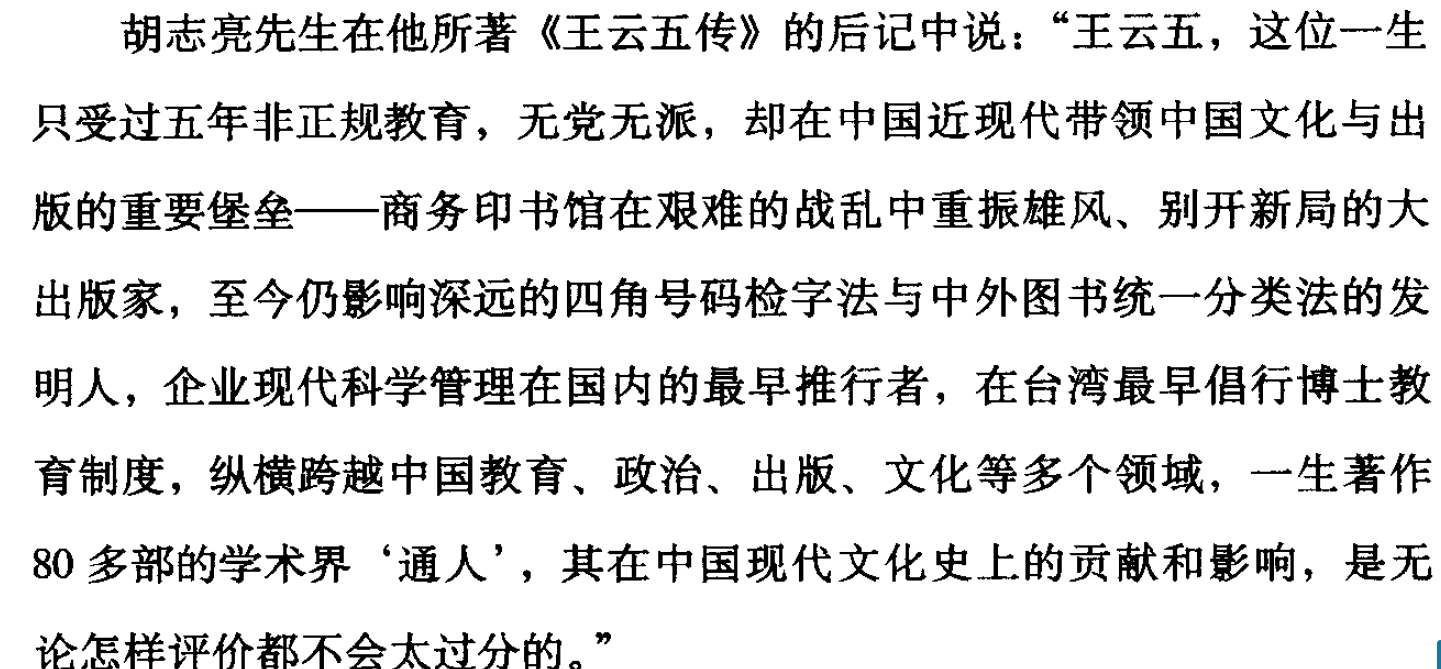 胡志亮先生在他所著《王云五传》的后记中说：“王云五，这位一生
只受过五年非正规教育，无党无派，却在中国近现代带领中国文化与出
版的重要堡垒——商务印书馆在艰难的战乱中重振雄风、别开新局的大
出版家，至今仍影响深远的四角号码检字法与中外图书统一分类法的发
明人，企业现代科学管理在国内的最早推行者，在台湾最早倡行博士教
育制度，纵横跨越中国教育、政治、出版、文化等多个领域，一生著作
80 多部的学术界‘通人’，其在中国现代文化史上的贡献和影响，是无
论怎样评价都不会太过分的。”